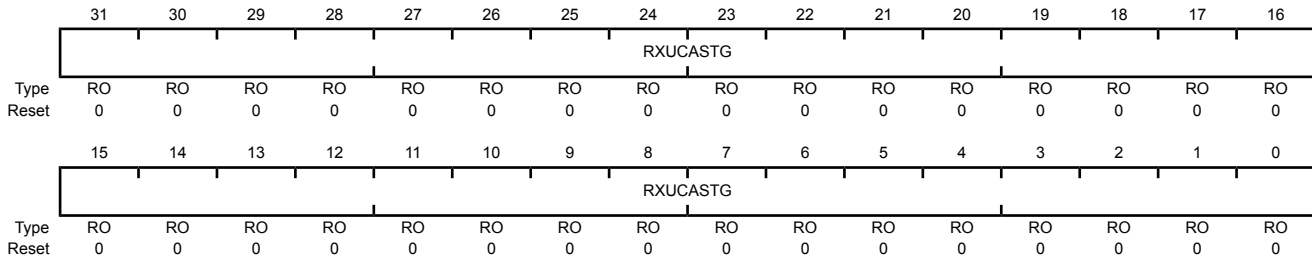 31 30 29 28 27 26 25 24 23 22 21 20 19 18 17 16
RXUCASTG
Type RO RO RO RO RO RO RO RO RO RO RO RO RO RO RO RO
Reset 0 0 0 0 0 0 0 0 0 0 0 0 0 0 0 0
15 14 13 12 11 10 9 8 7 6 5 4 3 2 1 0
RXUCASTG
Type RO RO RO RO RO RO RO RO RO RO RO RO RO RO RO RO
Reset 0 0 0 0 0 0 0 0 0 0 0 0 0 0 0 0